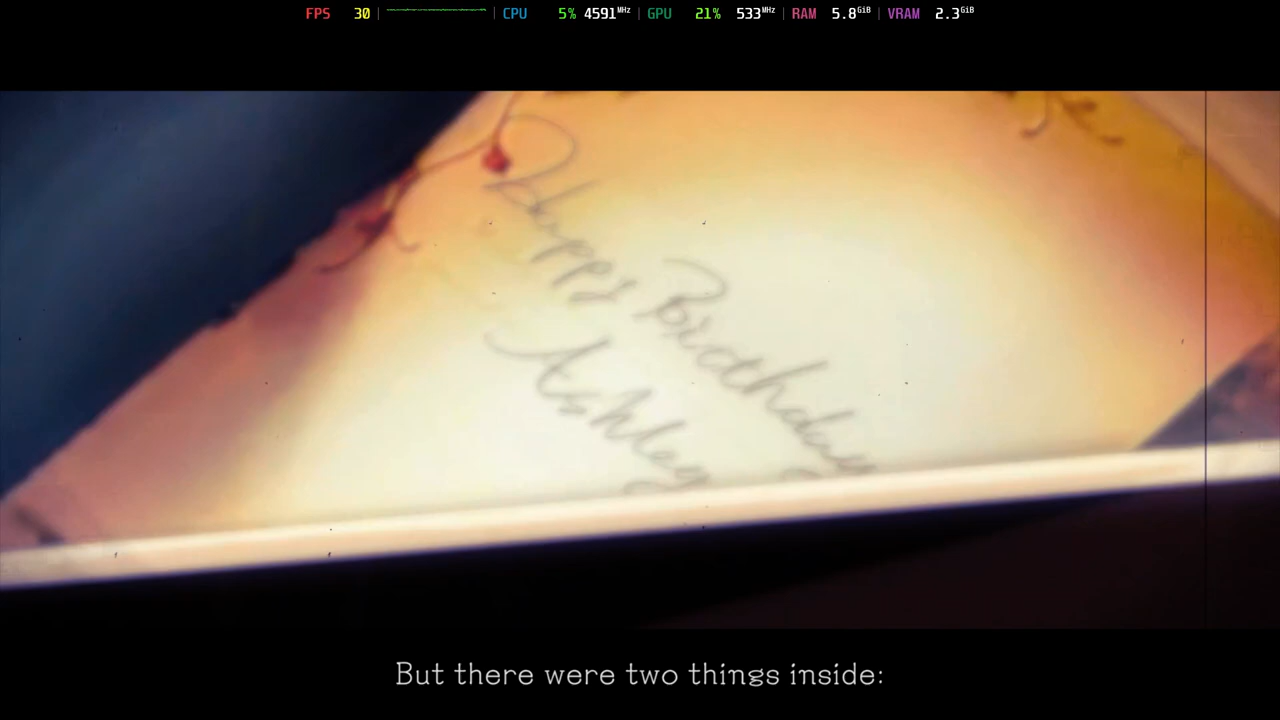 FPS 30 CPU 5% 4591MHz GPU 21% 533MHz RAM 5.8GiB VRAM 2.3GiB
Happy Birthday
Ashley
But there were two things inside: